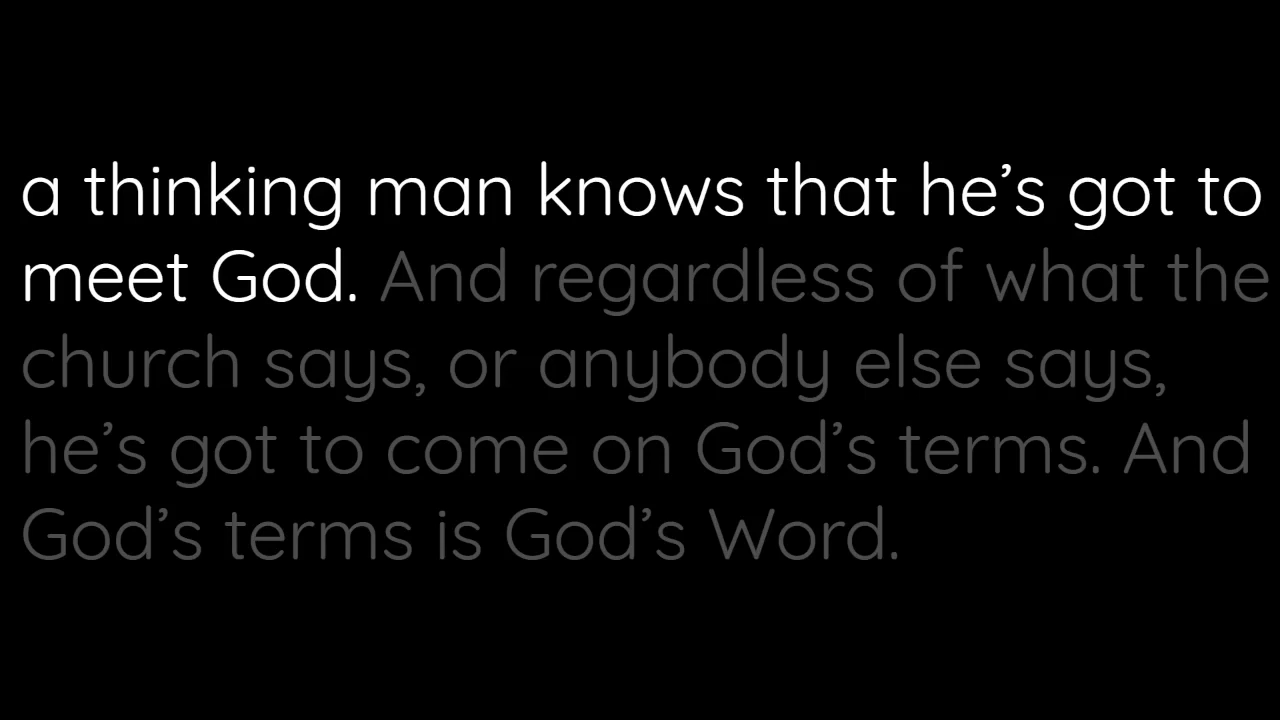 a thinking man knows that he’s got to
meet God. And regardless of what the
church says, or anybody else says,
he’s got to come on God’s terms. And
God’s terms is God’s Word.